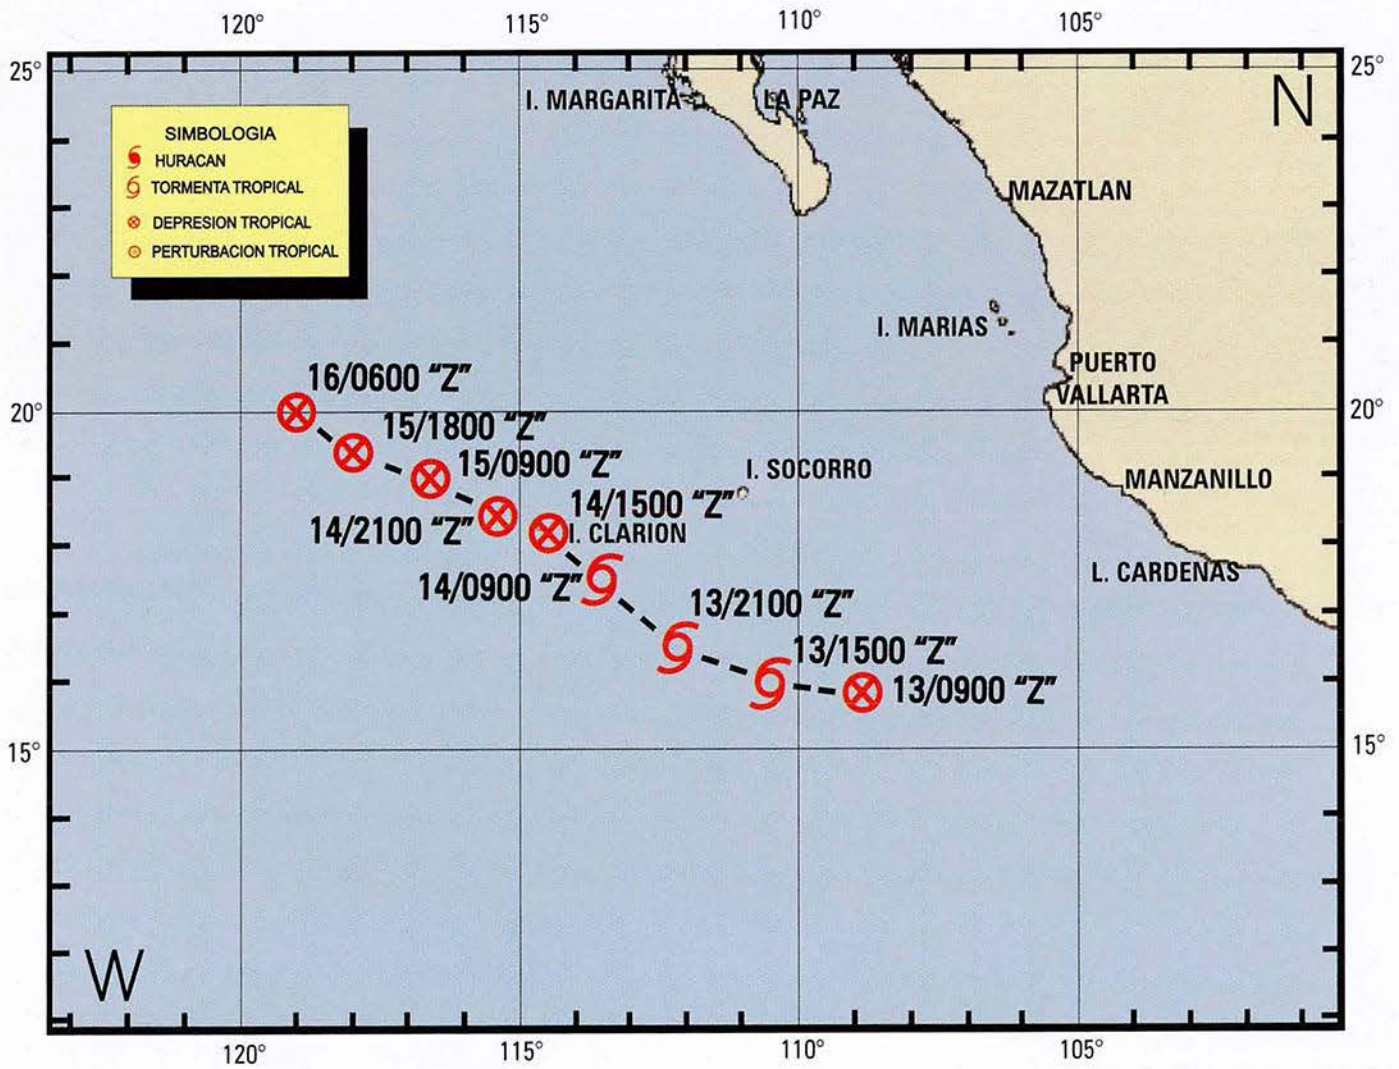 120°
115°
110°
105°
25°
25°
N
I. MARGARITA
LA PAZ
SIMBOLOGIA
HURACAN
TORMENTA TROPICAL
DEPRESION TROPICAL
PERTURBACION TROPICAL
MAZATLAN
I. MARIAS
PUERTO
VALLARTA
16/0600 “Z”
20°
20°
15/1800 “Z”
15/0900 “Z”
I. SOCORRO
MANZANILLO
14/1500 “Z”
14/2100 “Z”
I. CLARION
L. CARDENAS
14/0900 “Z”
13/2100 “Z”
13/1500 “Z”
13/0900 “Z”
15°
15°
W
120°
115°
110°
105°